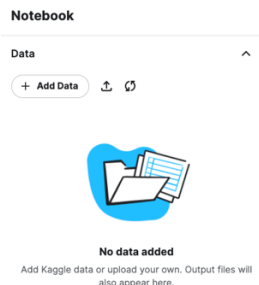 Notebook
Data
+ Add Data
No data added
Add Kaggle data or upload your own. Output files will
also appear here.